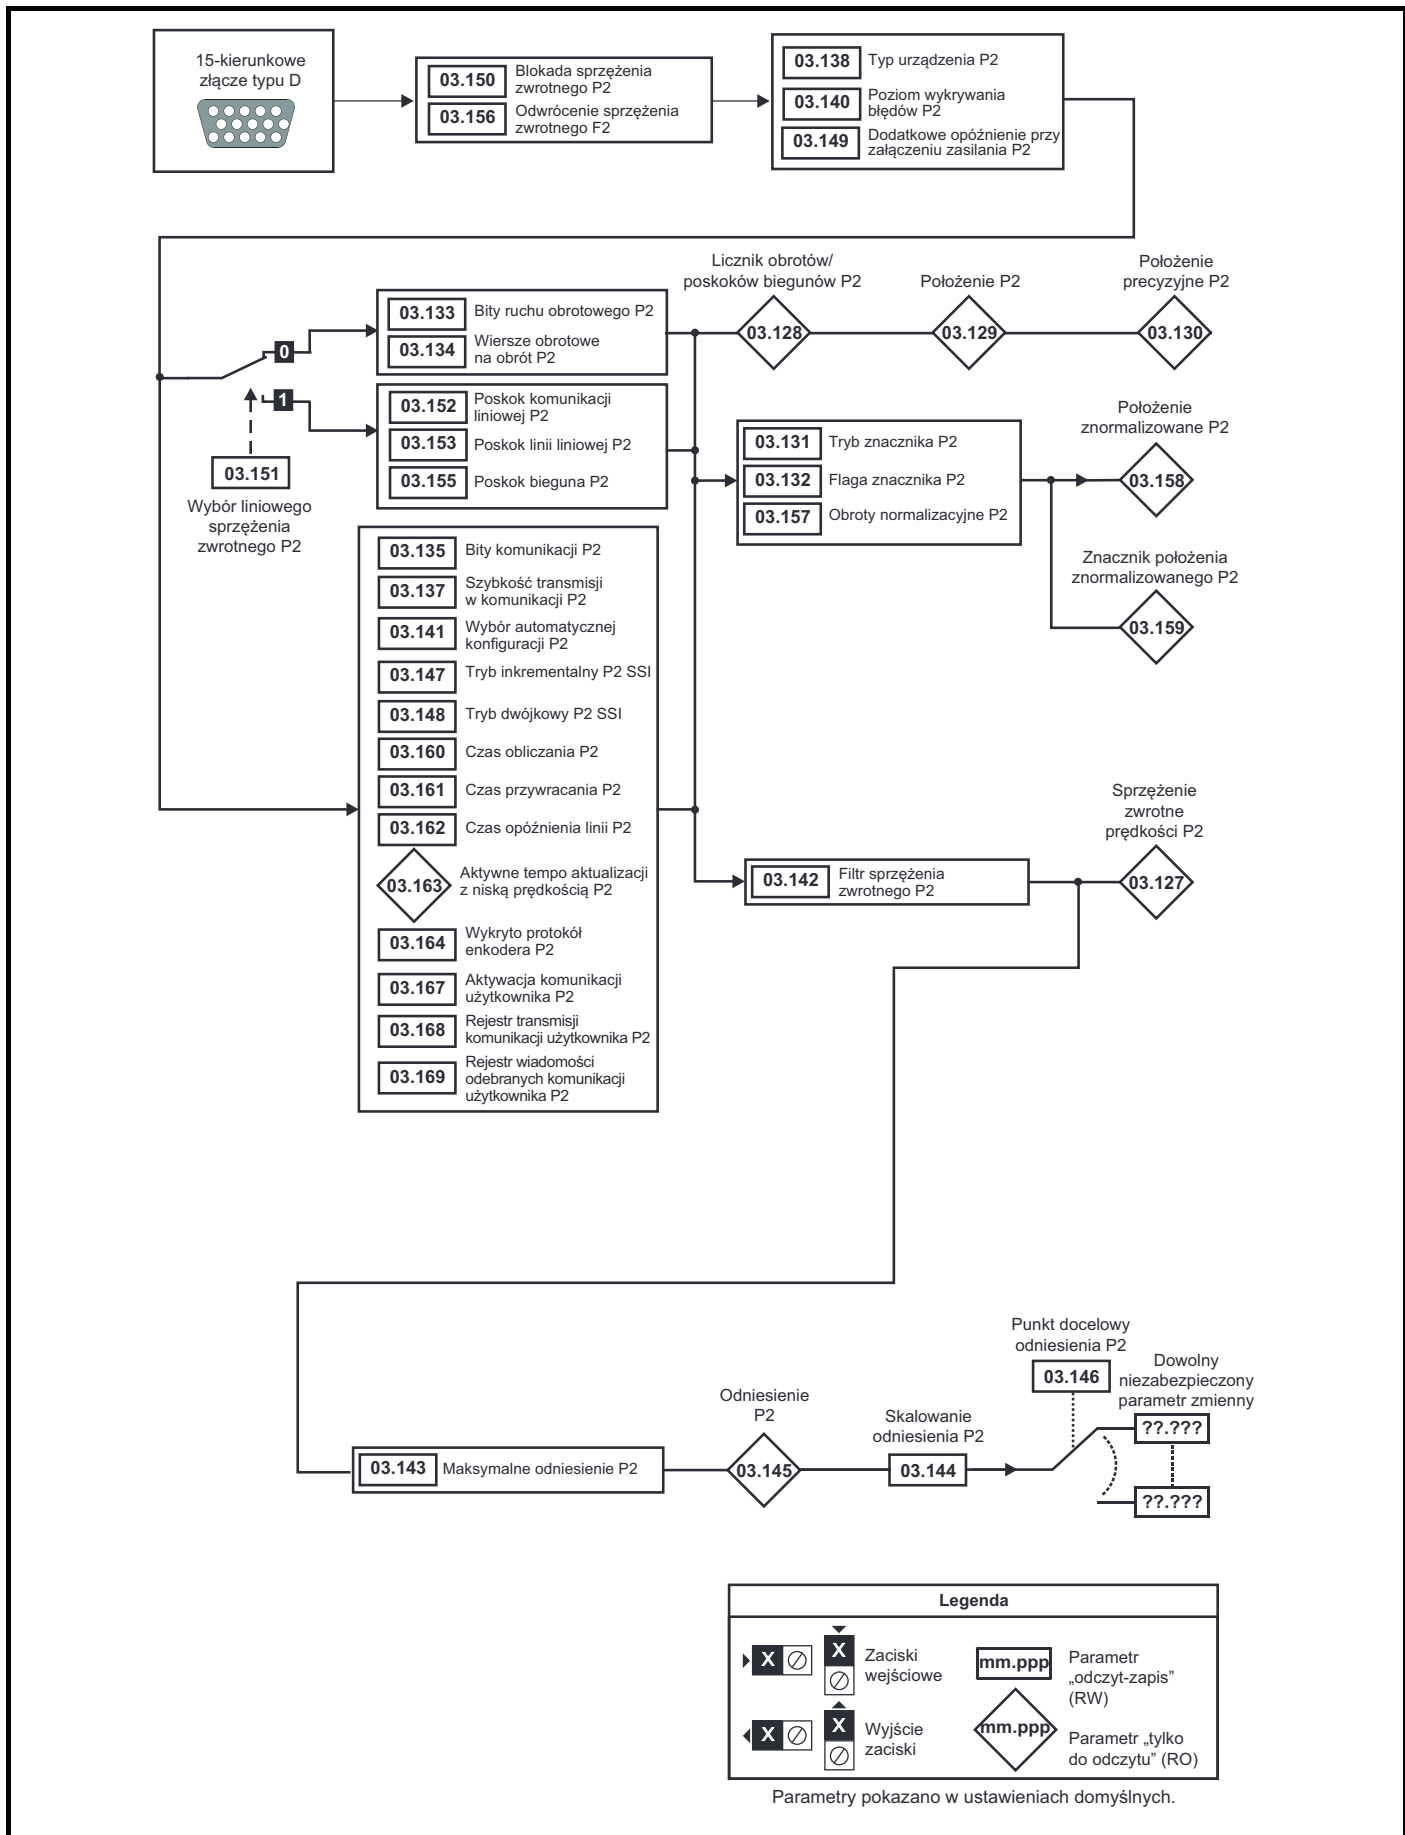 15-kierunkowe
złącze typu D
03.150
Blokada sprzężenia
zwrotnego P2
03.156
Odwrócenie sprzężenia
zwrotnego F2
03.138
Typ urządzenia P2
03.140
Poziom wykrywania
błędów P2
03.149
Dodatkowe opóźnienie przy
załączeniu zasilania P2
0
1
03.151
Wybór liniowego
sprzężenia
zwrotnego P2
03.133
Bity ruchu obrotowego P2
03.134
Wiersze obrotowe
na obrót P2
03.152
Poskok komunikacji
liniowej P2
03.153
Poskok linii liniowej P2
03.155
Poskok bieguna P2
Licznik obrotów/
poskoków biegunów P2
03.128
Położenie P2
03.129
Położenie
precyzyjne P2
03.130
03.131
Tryb znacznika P2
03.132
Flaga znacznika P2
03.157
Obroty normalizacyjne P2
Położenie
znormalizowane P2
03.158
Znacznik położenia
znormalizowanego P2
03.159
03.135
Bity komunikacji P2
03.137
Szybkość transmisji
w komunikacji P2
03.141
Wybór automatycznej
konfiguracji P2
03.147
Tryb inkrementalny P2 SSI
03.148
Tryb dwójkowy P2 SSI
03.160
Czas obliczania P2
03.161
Czas przywracania P2
03.162
Czas opóźnienia linii P2
03.163
Aktywne tempo aktualizacji
z niską prędkością P2
03.164
Wykryto protokół
enkodera P2
03.167
Aktywacja komunikacji
użytkownika P2
03.168
Rejestr transmisji
komunikacji użytkownika P2
03.169
Rejestr wiadomości
odebranych komunikacji
użytkownika P2
03.142
Filtr sprzężenia
zwrotnego P2
Sprzężenie
zwrotne
prędkości P2
03.127
03.143
Maksymalne odniesienie P2
Odniesienie
P2
03.145
Skalowanie
odniesienia P2
03.144
Punkt docelowy
odniesienia P2
03.146
Dowolny
niezabezpieczony
parametr zmienny
??.???
??.???
Legenda
X
X
Zaciski
wejściowe
mm.ppp
Parametr
„odczyt-zapis”
(RW)
X
X
Wyjście
zaciski
mm.ppp
Parametr „tylko
do odczytu” (RO)
Parametry pokazano w ustawieniach domyślnych.